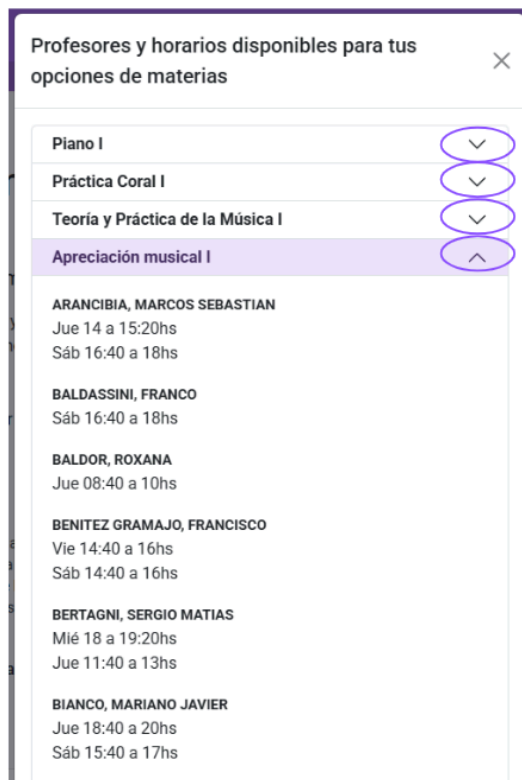 Profesores y horarios disponibles para tus
opciones de materias
Piano I
Práctica Coral I
Teoría y Práctica de la Música I
Apreciación musical I
ARANCIBIA, MARCOS SEBASTIAN
Jue 14 a 15:20hs
Sáb 16:40 a 18hs
BALDASSINI, FRANCO
Sáb 16:40 a 18hs
BALDOR, ROXANA
Jue 08:40 a 10hs
BENITEZ GRAMAJO, FRANCISCO
Vie 14:40 a 16hs
Sáb 14:40 a 16hs
BERTAGNI, SERGIO MATIAS
Mié 18 a 19:20hs
Jue 11:40 a 13hs
BIANCO, MARIANO JAVIER
Jue 18:40 a 20hs
Sáb 15:40 a 17hs